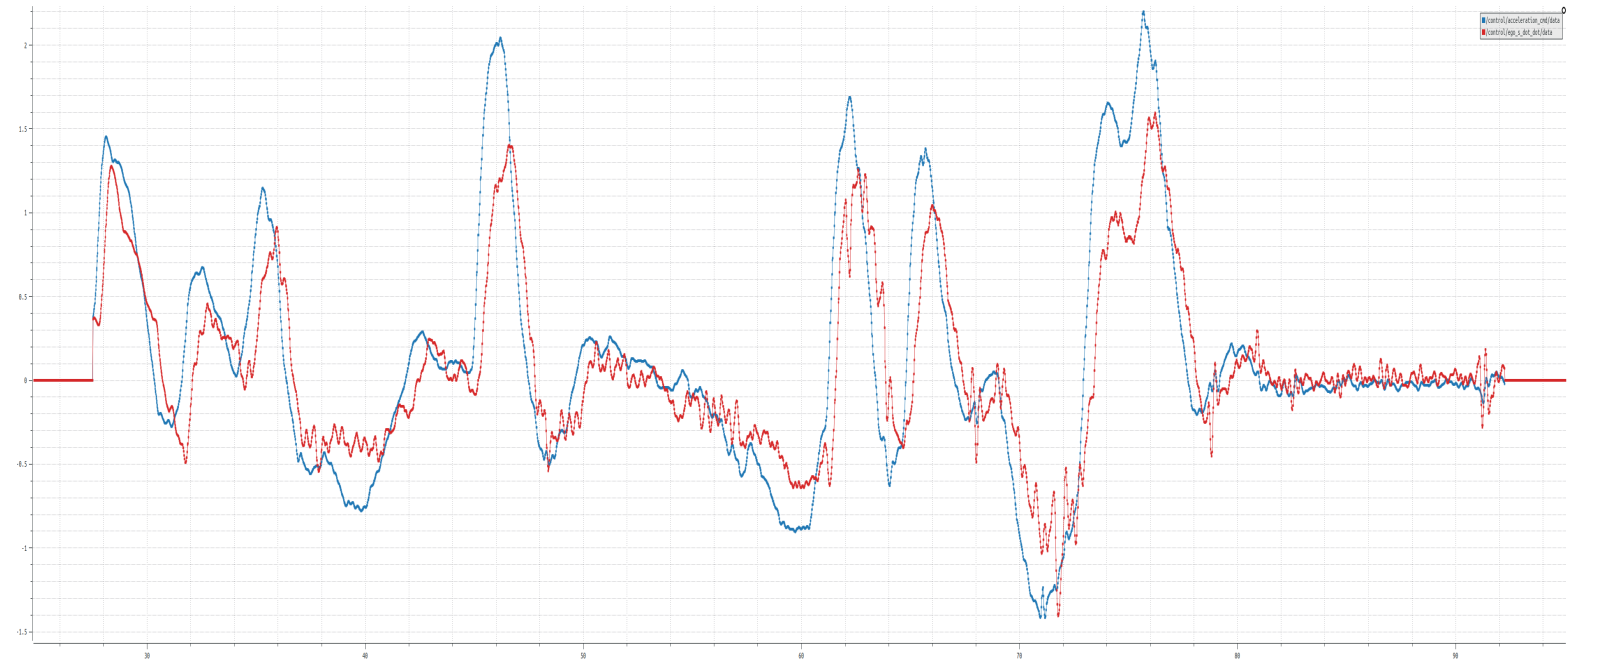 /control/acceleration_cmd/data
/control/ego_s_dot_dot/data
2
1.5
1
0.5
0
-0.5
-1
-1.5
30 40 50 60 70 80 90